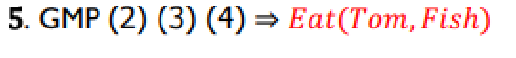 5. GMP (2) (3) (4) ⇒ Eat(Tom, Fish)